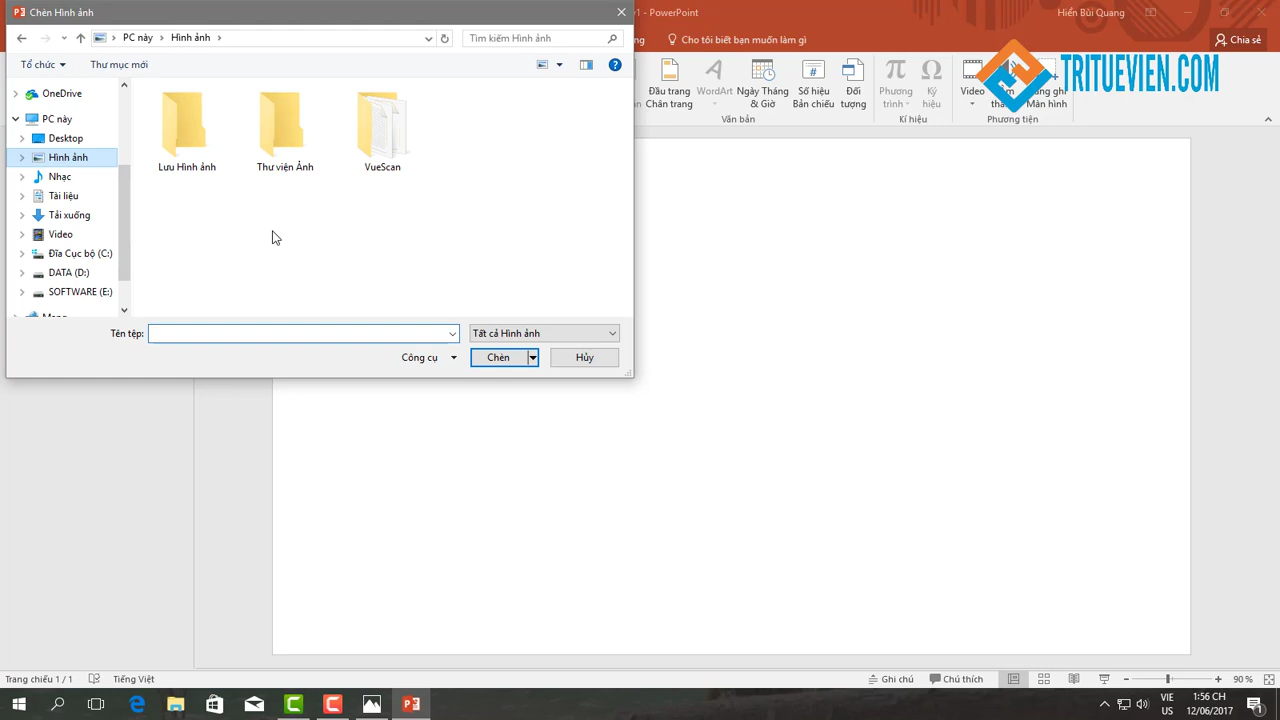 Chèn Hình ảnh
1 - PowerPoint
Hiển Bùi Quang
PC này
Hình ảnh
Tìm kiếm Hình ảnh
Cho tôi biết bạn muốn làm gì
Chia sẻ
Tổ chức
Thư mục mới
TRITUEVIEN.COM
OneDrive
PC này
Desktop
Hình ảnh
Nhạc
Tài liệu
Tải xuống
Video
Đĩa Cục bộ (C:)
DATA (D:)
SOFTWARE (E:)
Lưu Hình ảnh
Thư viện Ảnh
VueScan
Đầu trang
Chân trang
WordArt
Ngày Tháng
& Giờ
Số hiệu
Bản chiếu
Đối
tượng
Phương
trình
Ký
hiệu
Video
Màn hình
Văn bản
Kí hiệu
Phương tiện
Tên tệp:
Tất cả Hình ảnh
Công cụ
Chèn
Hủy
Trang chiếu 1 / 1
Tiếng Việt
Ghi chú
Chú thích
90 %
VIE
US
1:56 CH
12/06/2017